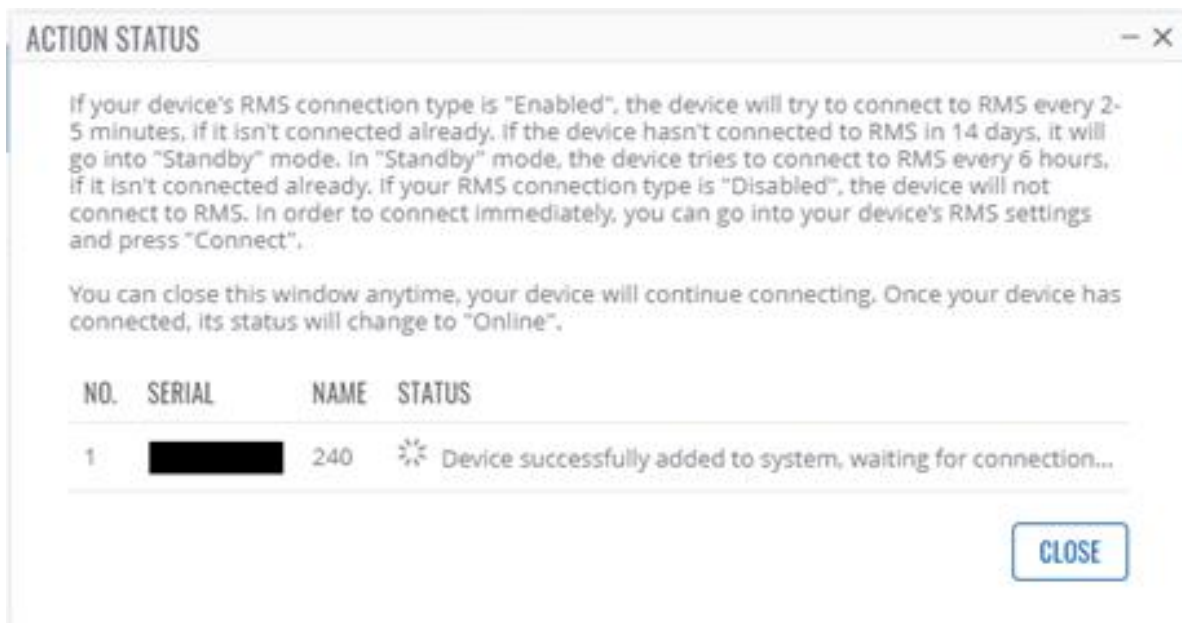 ACTION STATUS
If your device's RMS connection type is "Enabled", the device will try to connect to RMS every 2-
5 minutes, if it isn't connected already. If the device hasn't connected to RMS in 14 days, it will
go into "Standby" mode. In "Standby" mode, the device tries to connect to RMS every 6 hours,
if it isn't connected already. If your RMS connection type is "Disabled", the device will not
connect to RMS. In order to connect immediately, you can go into your device's RMS settings
and press "Connect".
You can close this window anytime, your device will continue connecting. Once your device has
connected, its status will change to "Online".
NO. SERIAL NAME STATUS
1 240 Device successfully added to system, waiting for connection...
CLOSE